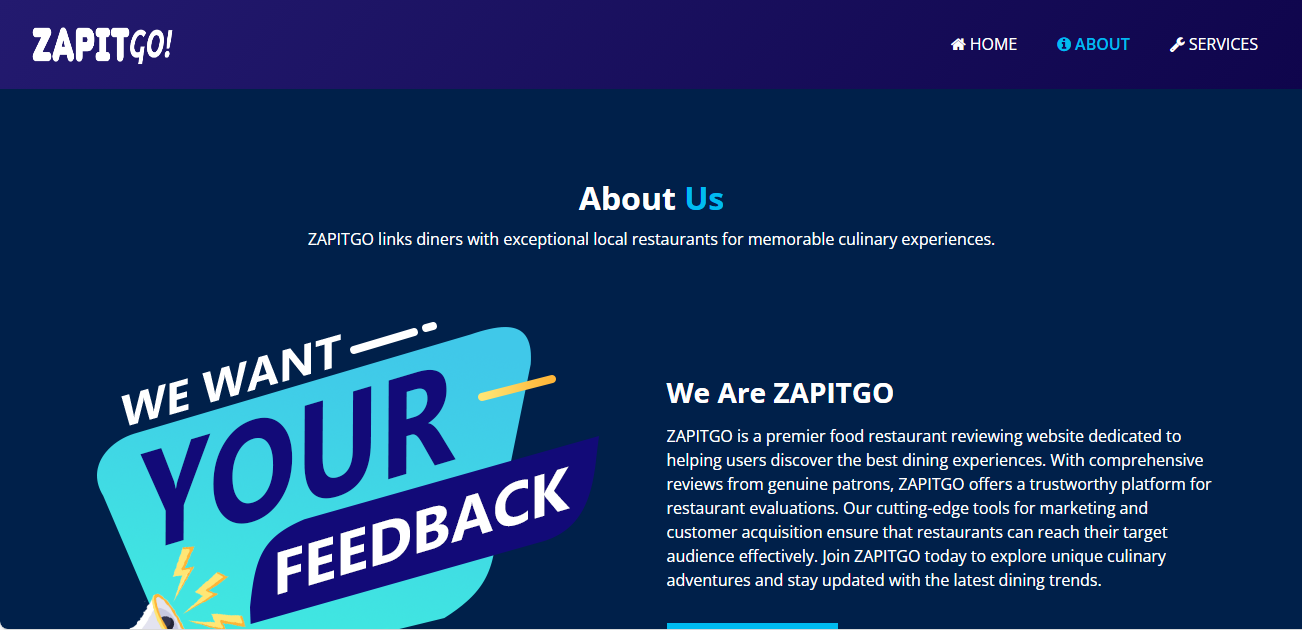 ZAPITGO!
HOME
ABOUT
SERVICES
About Us
ZAPITGO links diners with exceptional local restaurants for memorable culinary experiences.
WE WANT
YOUR
FEEDBACK
We Are ZAPITGO
ZAPITGO is a premier food restaurant reviewing website dedicated to
helping users discover the best dining experiences. With comprehensive
reviews from genuine patrons, ZAPITGO offers a trustworthy platform for
restaurant evaluations. Our cutting-edge tools for marketing and
customer acquisition ensure that restaurants can reach their target
audience effectively. Join ZAPITGO today to explore unique culinary
adventures and stay updated with the latest dining trends.